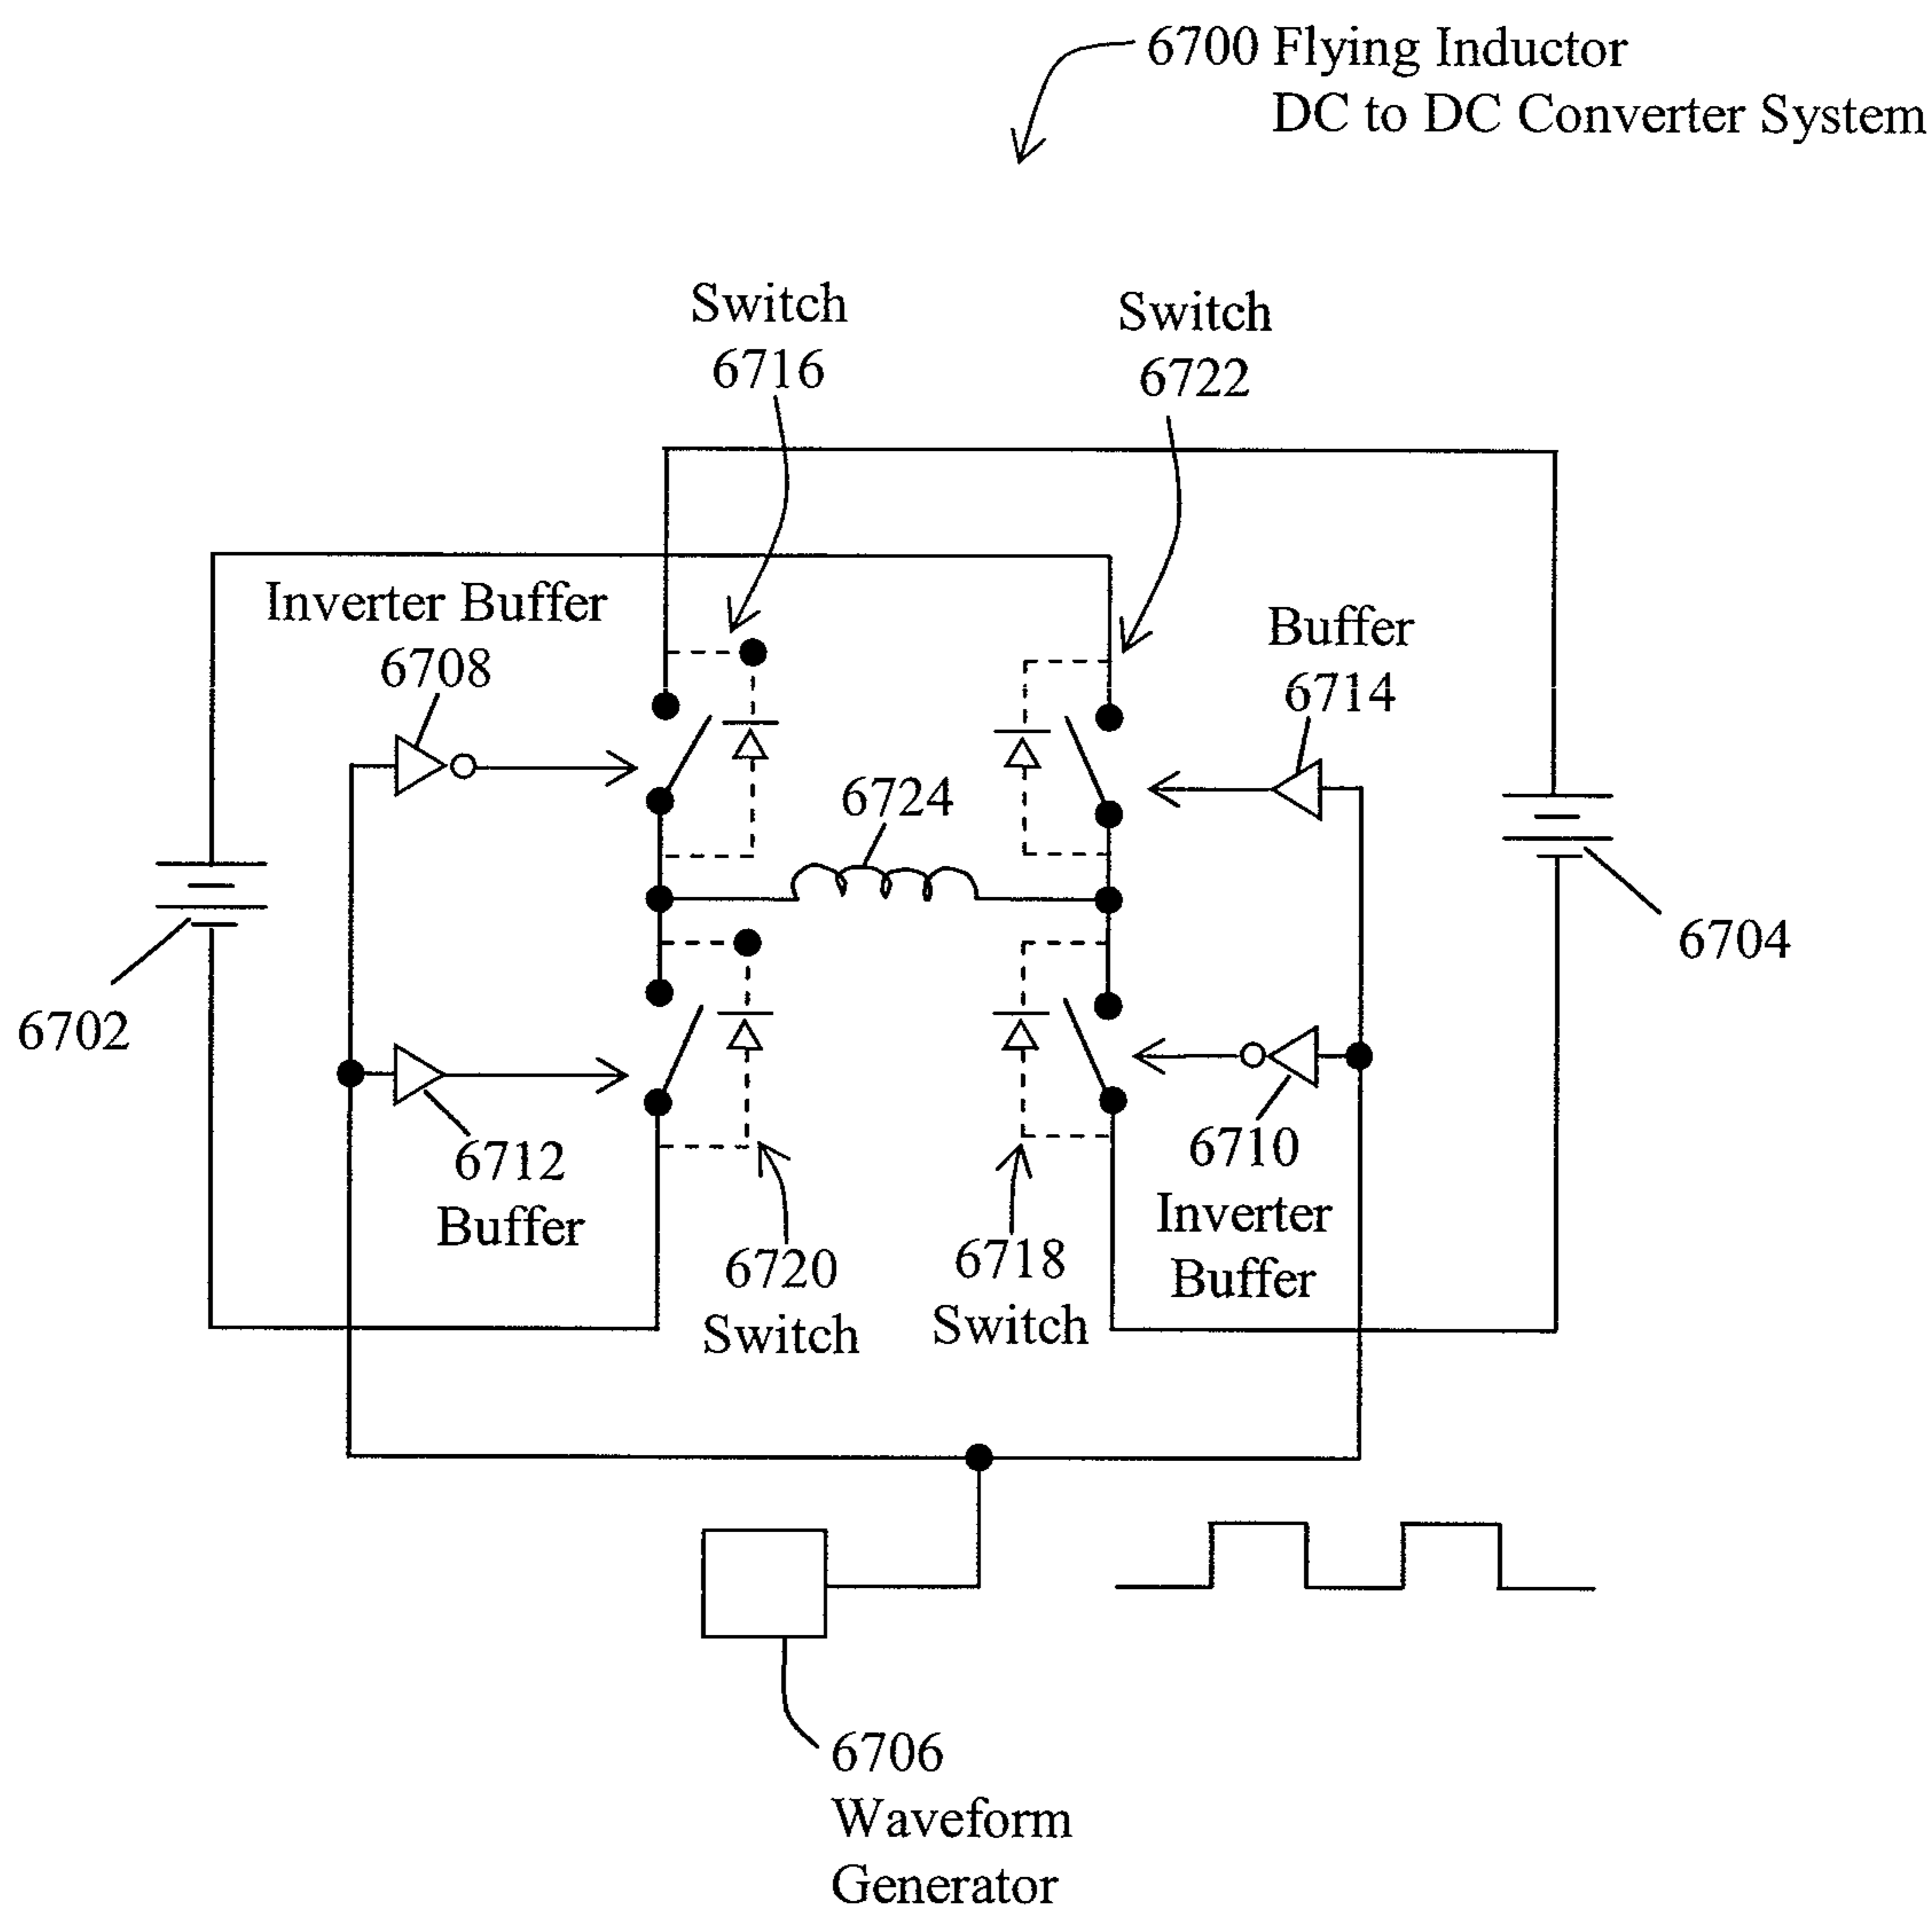 6700 Flying Inductor
DC to DC Converter System
Switch
6716
Switch
6722
Inverter Buffer
6708
Buffer
6714
6724
6702
6704
6712
Buffer
6710
Inverter
Buffer
6720
Switch
6718
Switch
6706
Waveform
Generator